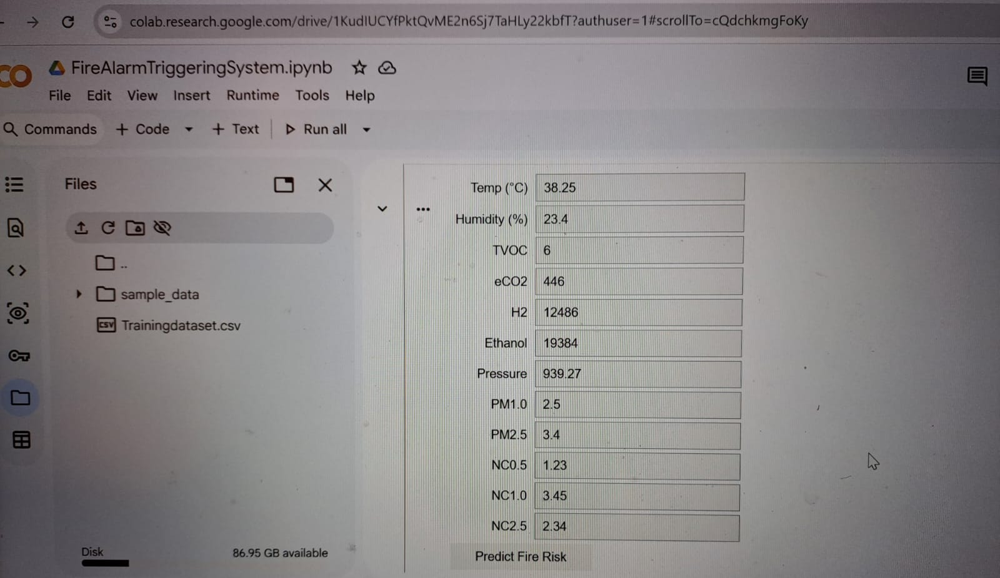 colab.research.google.com/drive/1KudIUCYfPktQvME2n6Sj7TaHLy22kbfT?authuser=1#scrollTo=cQdchkmgFoKy
CO
FireAlarmTriggeringSystem.ipynb
File Edit View Insert Runtime Tools Help
Commands + Code + Text Run all
Files
..
sample_data
CSV Trainingdataset.csv
Disk 86.95 GB available
Temp (°C) 38.25
Humidity (%) 23.4
TVOC 6
eCO2 446
H2 12486
Ethanol 19384
Pressure 939.27
PM1.0 2.5
PM2.5 3.4
NC0.5 1.23
NC1.0 3.45
NC2.5 2.34
Predict Fire Risk